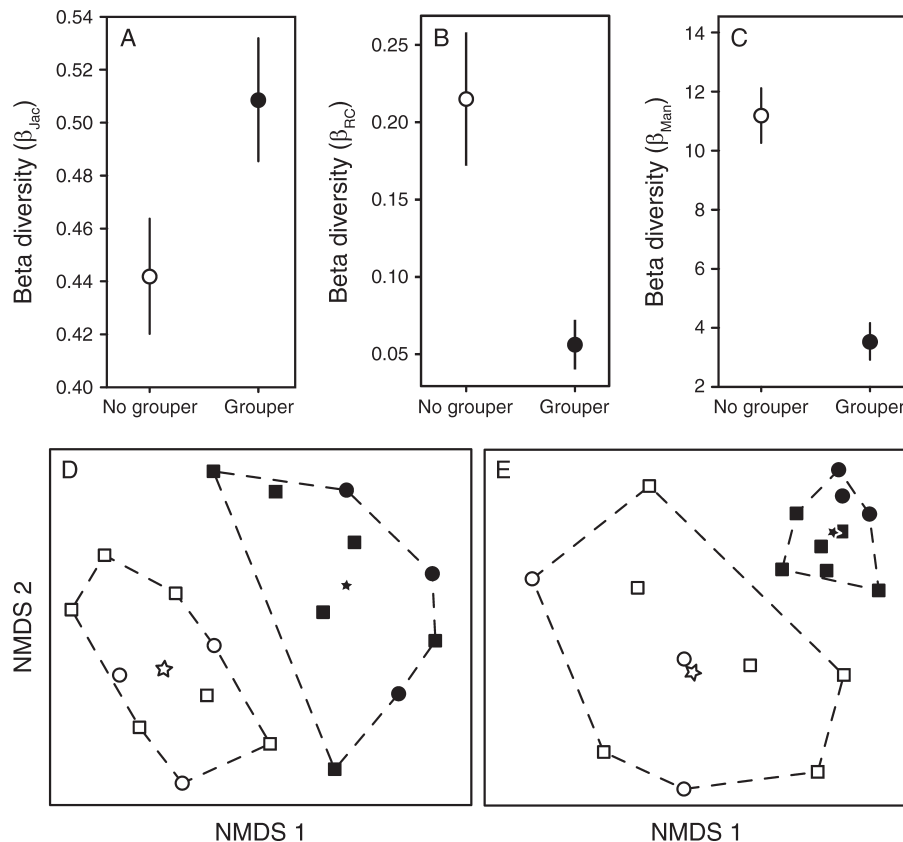 A
Beta diversity (βJac)
0.54
0.52
0.50
0.48
0.46
0.44
0.42
0.40
No grouper
Grouper
B
Beta diversity (βRC)
0.25
0.20
0.15
0.10
0.05
No grouper
Grouper
C
Beta diversity (βMan)
14
12
10
8
6
4
2
No grouper
Grouper
D
NMDS 2
NMDS 1
E
NMDS 1